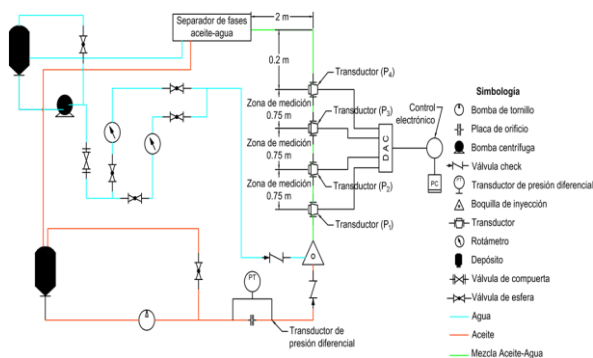 Separador de fases
aceite-agua
2 m
0.2 m
Transductor (P4)
Zona de medición
0.75 m
Transductor (P3)
Zona de medición
0.75 m
Transductor (P2)
Zona de medición
0.75 m
Transductor (P1)
DAC
Control
electrónico
PC
PT
Transductor de
presión diferencial
Simbología
Bomba de tornillo
Placa de orificio
Bomba centrífuga
Válvula check
PT
Transductor de presión diferencial
Boquilla de inyección
Transductor
Rotámetro
Depósito
Válvula de compuerta
Válvula de esfera
Agua
Aceite
Mezcla Aceite-Agua